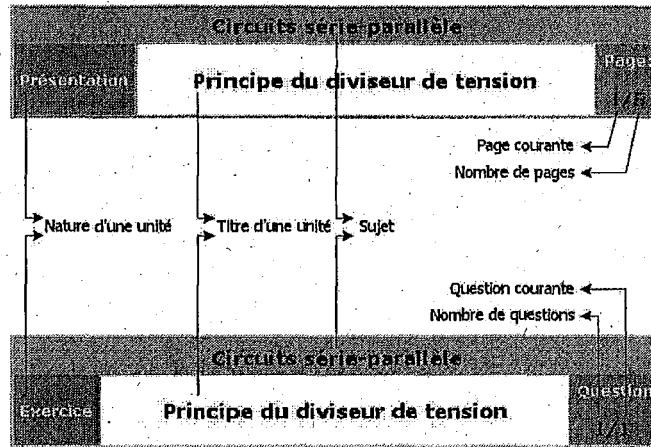 Circuits série-parallèle
Présentation
Principe du diviseur de tension
Pages
Page courante
Nombre de pages
Nature d'une unité
Titre d'une unité
Sujet
Question courante
Nombre de questions
Circuits série-parallèle
Exercice
Principe du diviseur de tension
Question
1/1